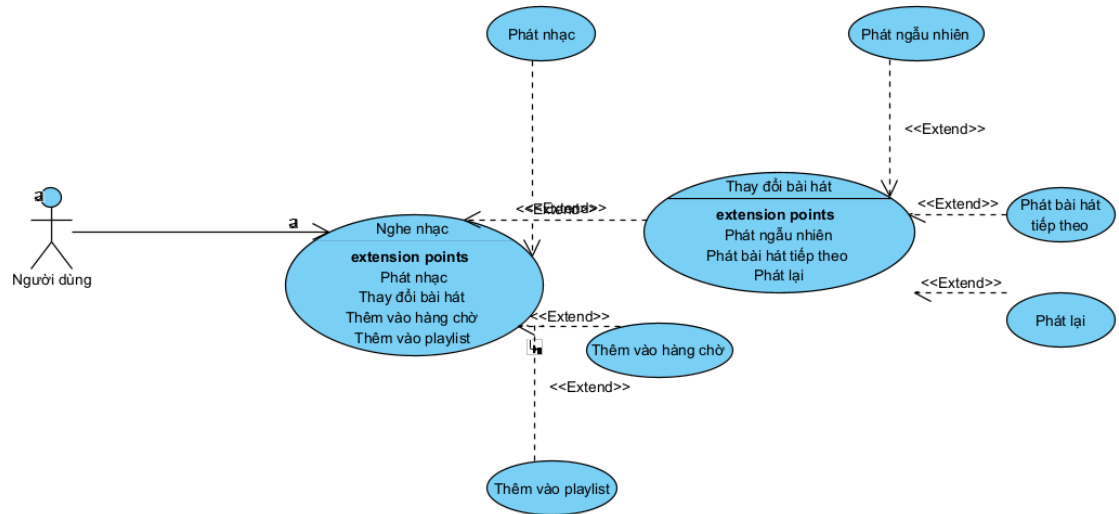 Phát nhạc
Phát ngẫu nhiên
<<Extend>>
a
Người dùng
a
<<Extend>>
<<Extend>>
Nghe nhạc
extension points
Phát nhạc
Thay đổi bài hát
Thêm vào hàng chờ
Thêm vào playlist
Thay đổi bài hát
extension points
Phát ngẫu nhiên
Phát bài hát tiếp theo
Phát lại
<<Extend>>
Phát bài hát
tiếp theo
<<Extend>>
Phát lại
<<Extend>>
Thêm vào hàng chờ
<<Extend>>
Thêm vào playlist